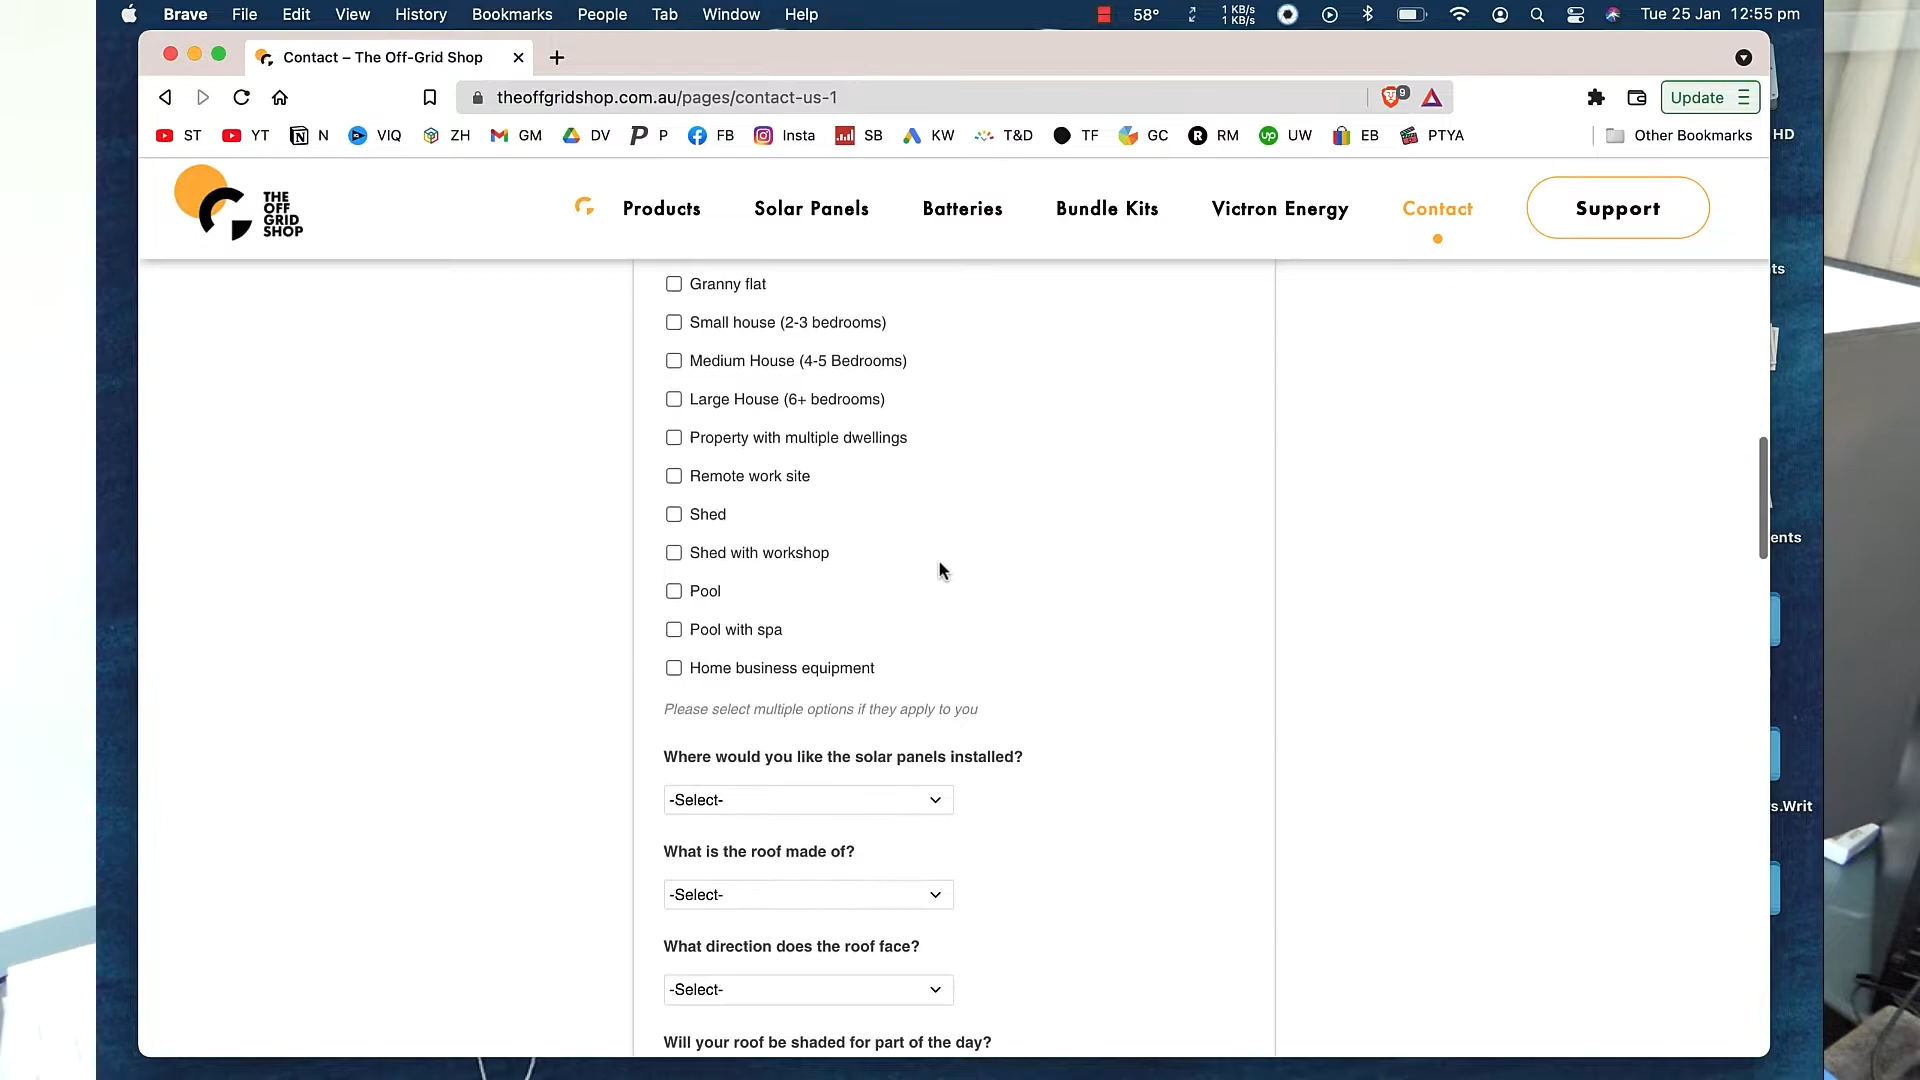 Brave File Edit View History Bookmarks People Tab Window Help 58° 1 KB/s 1 KB/s Tue 25 Jan 12:55 pm
Contact – The Off-Grid Shop
theoffgridshop.com.au/pages/contact-us-1 9 Update
ST YT N VIQ ZH GM DV P FB Insta SB KW T&D TF GC RM UW EB PTYA Other Bookmarks HD
THE
OFF
GRID
SHOP
Products Solar Panels Batteries Bundle Kits Victron Energy Contact Support
ts
Granny flat
Small house (2-3 bedrooms)
Medium House (4-5 Bedrooms)
Large House (6+ bedrooms)
Property with multiple dwellings
Remote work site
Shed
ents
Shed with workshop
Pool
Pool with spa
Home business equipment
Please select multiple options if they apply to you
Where would you like the solar panels installed?
-Select-
s.Writ
What is the roof made of?
-Select-
What direction does the roof face?
-Select-
Will your roof be shaded for part of the day?